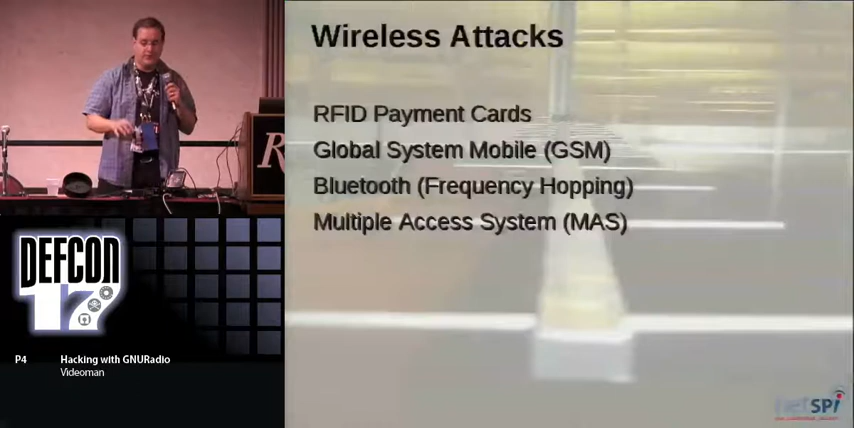 Wireless Attacks
RFID Payment Cards
Global System Mobile (GSM)
Bluetooth (Frequency Hopping)
Multiple Access System (MAS)
R
DEFCON
17
P4 Hacking with GNURadio
Videoman
netSPI